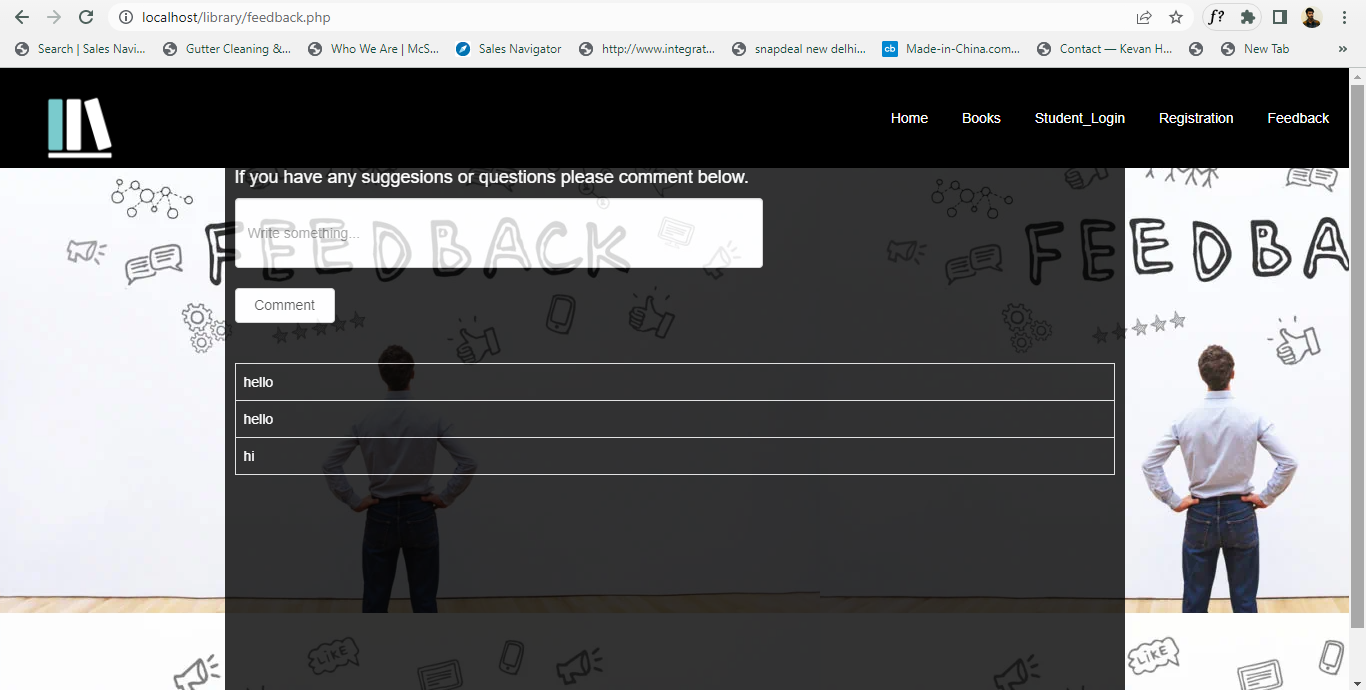 localhost/library/feedback.php
Search | Sales Navi... Gutter Cleaning &... Who We Are | McS... Sales Navigator http://www.integrat... snapdeal new delhi... cb Made-in-China.com... Contact — Kevan H... New Tab »
Home Books Student_Login Registration Feedback
If you have any suggesions or questions please comment below.
FEEDBACK FEEDBA
Write something...
Comment
hello
hello
hi
LIKE LIKE